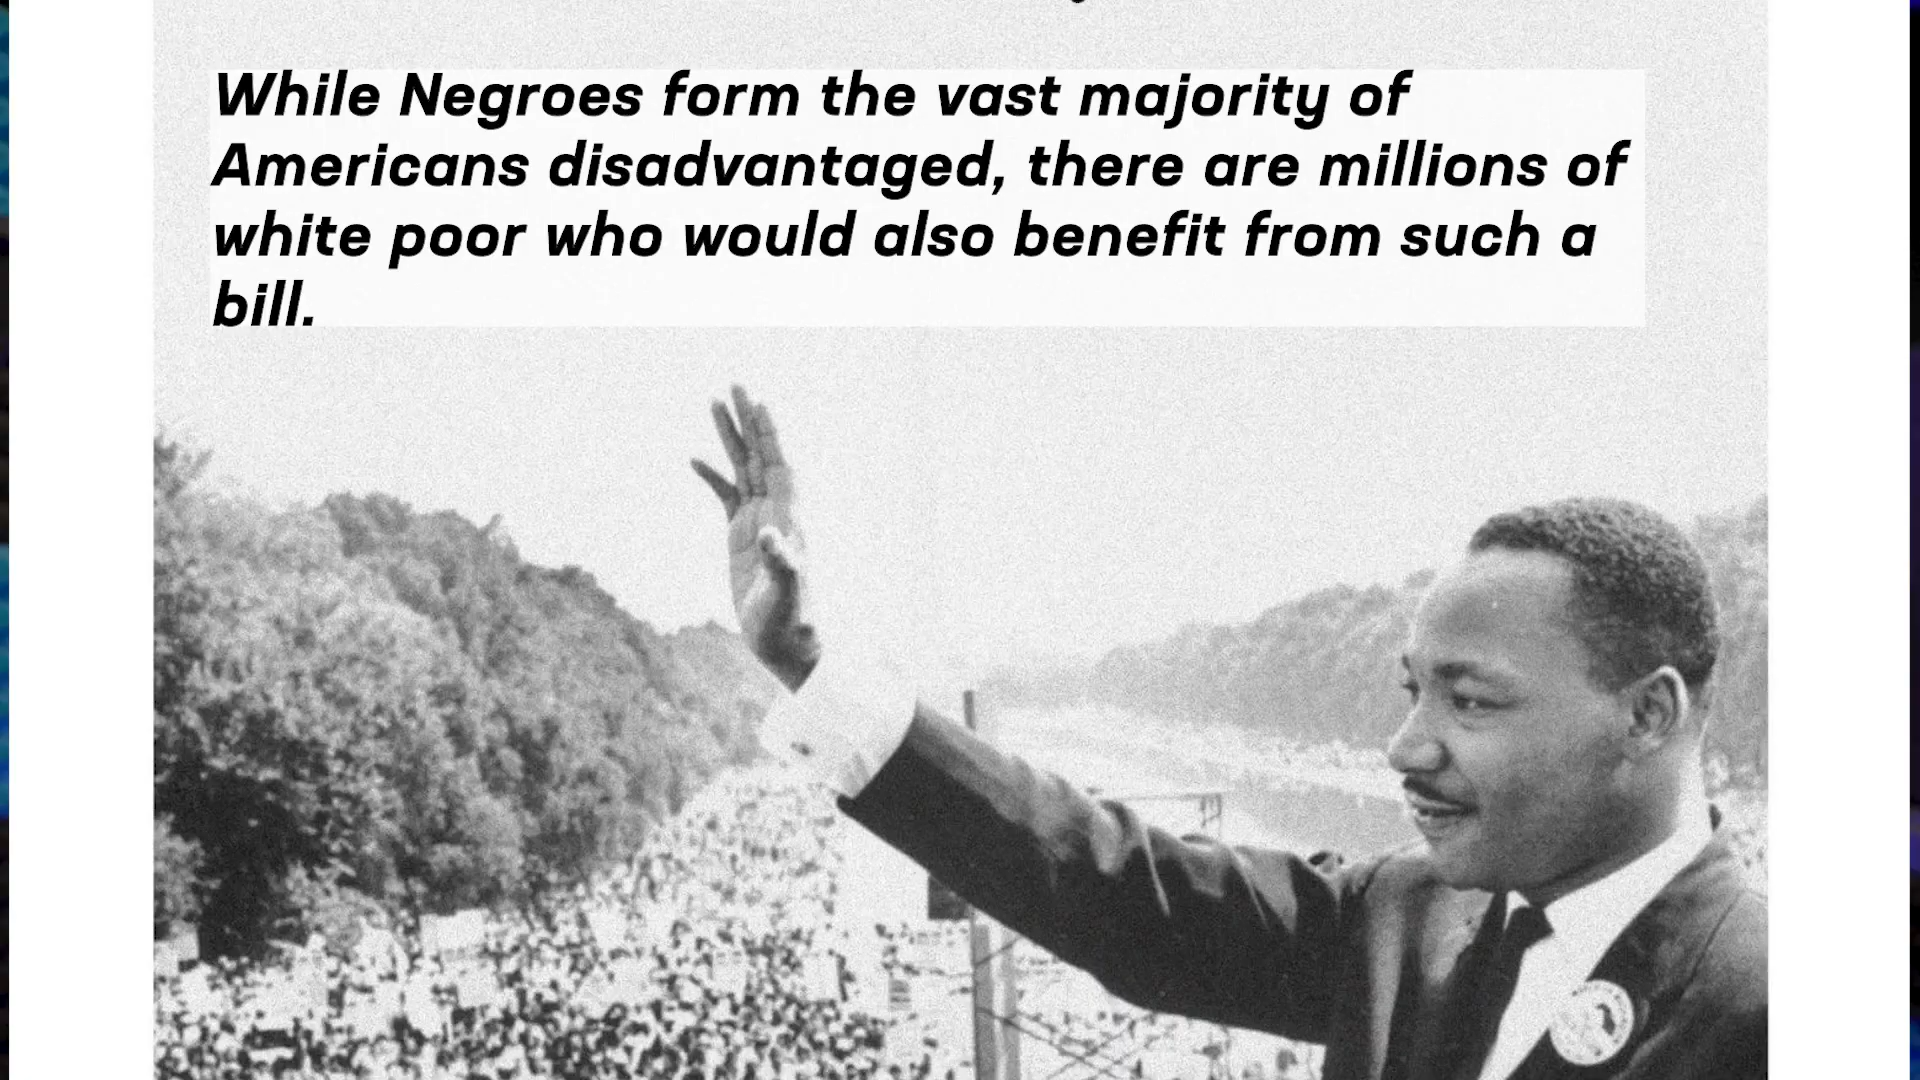 While Negroes form the vast majority of
Americans disadvantaged, there are millions of
white poor who would also benefit from such a
bill.